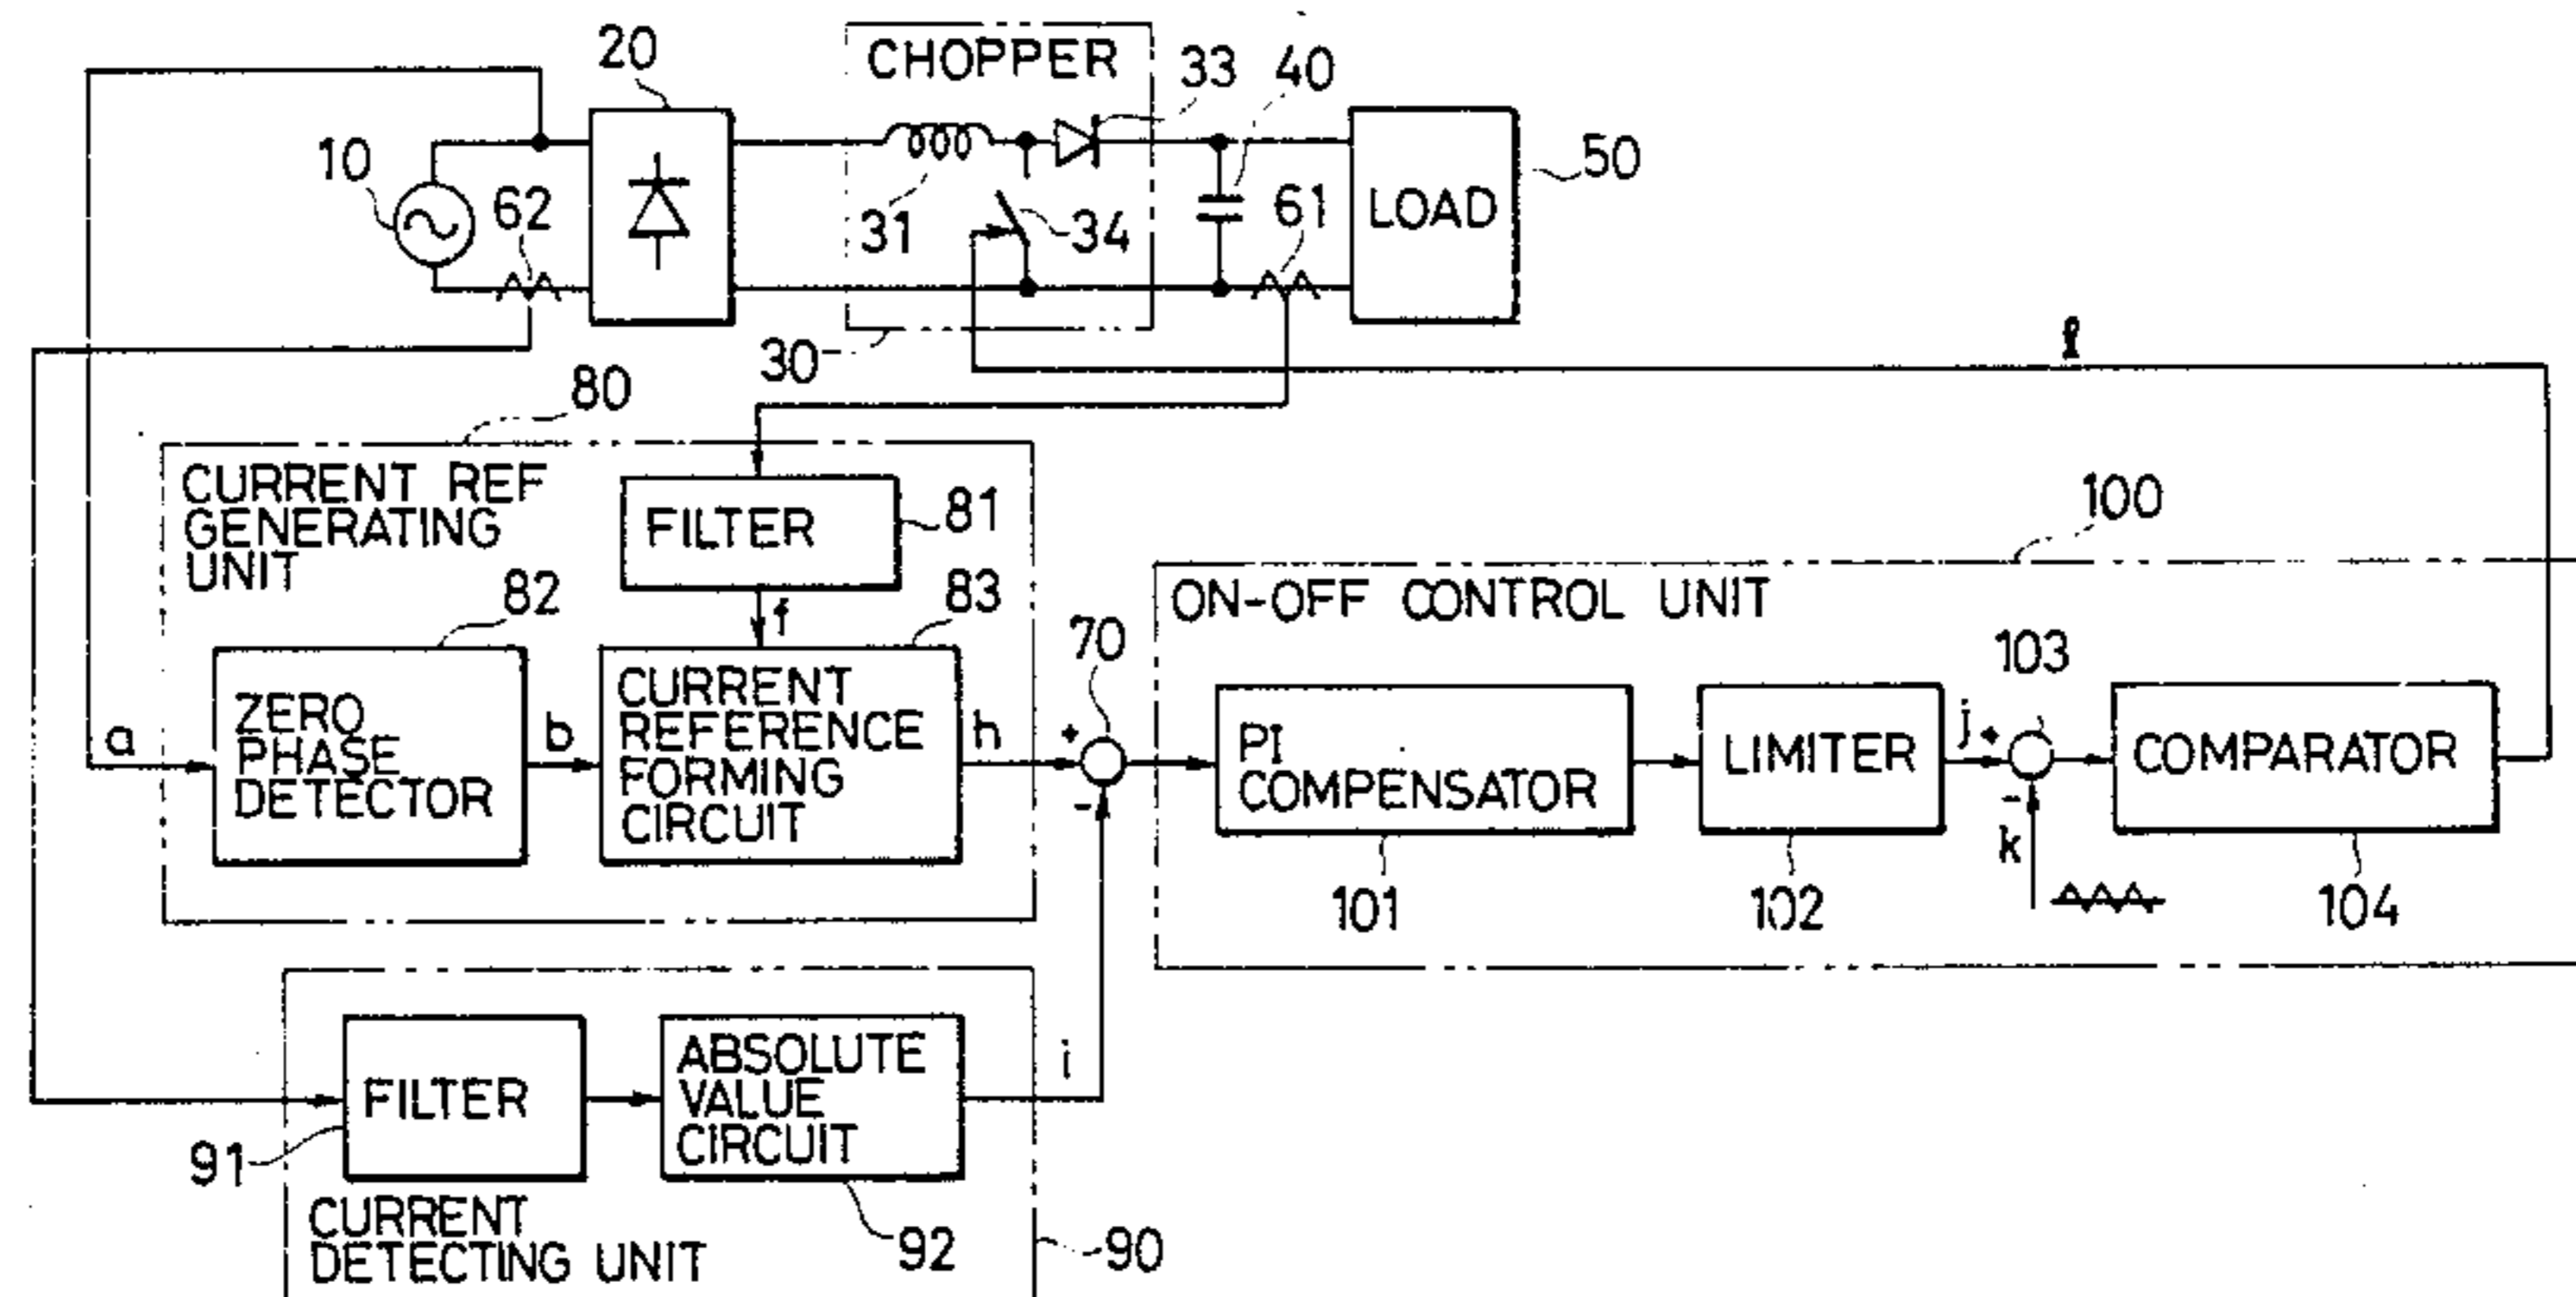 20
CHOPPER
33
40
10
62
31
34
61
LOAD
50
30
l
80
CURRENT REF
GENERATING
UNIT
FILTER
81
100
82
f
83
70
ON-OFF CONTROL UNIT
103
a
ZERO
PHASE
DETECTOR
b
CURRENT
REFERENCE
FORMING
CIRCUIT
h
+
-
PI
COMPENSATOR
LIMITER
j
+
-
k
COMPARATOR
101
102
104
FILTER
91
ABSOLUTE
VALUE
CIRCUIT
i
92
CURRENT
DETECTING UNIT
90